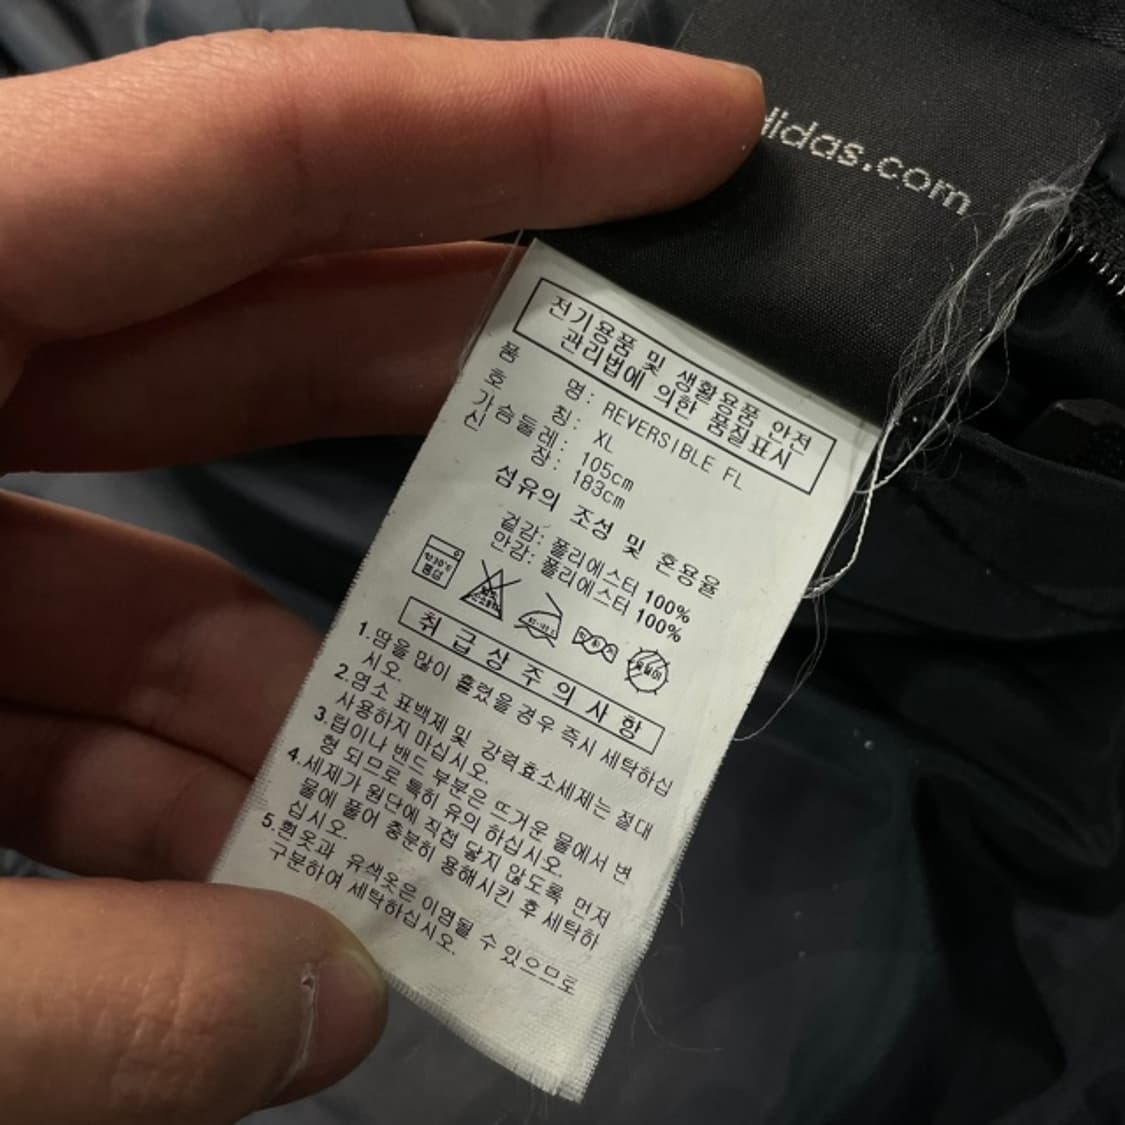 didas.com
전기용품 및 생활용품 안전
관리법에 의한 품질표시
품 명: REVERSIBLE FL
호 칭: XL
가슴둘레: 105cm
신 장: 183cm
섬유의 조성 및 혼용율
겉감: 폴리에스터 100%
안감: 폴리에스터 100%
약30℃
중성
취급상주의사항
1.땀을 많이 흘렸을 경우 즉시 세탁하십
시오.
2.염소 표백제 및 강력효소세제는 절대
사용하지 마십시오.
3.립이나 밴드 부분은 뜨거운 물에서 변
형 되므로 특히 유의 하십시오.
4.세제가 원단에 직접 닿지 않도록 먼저
물에 풀어 충분히 용해시킨 후 세탁하
십시오.
5.흰옷과 유색옷은 이염될 수 있으므로
구분하여 세탁하십시오.